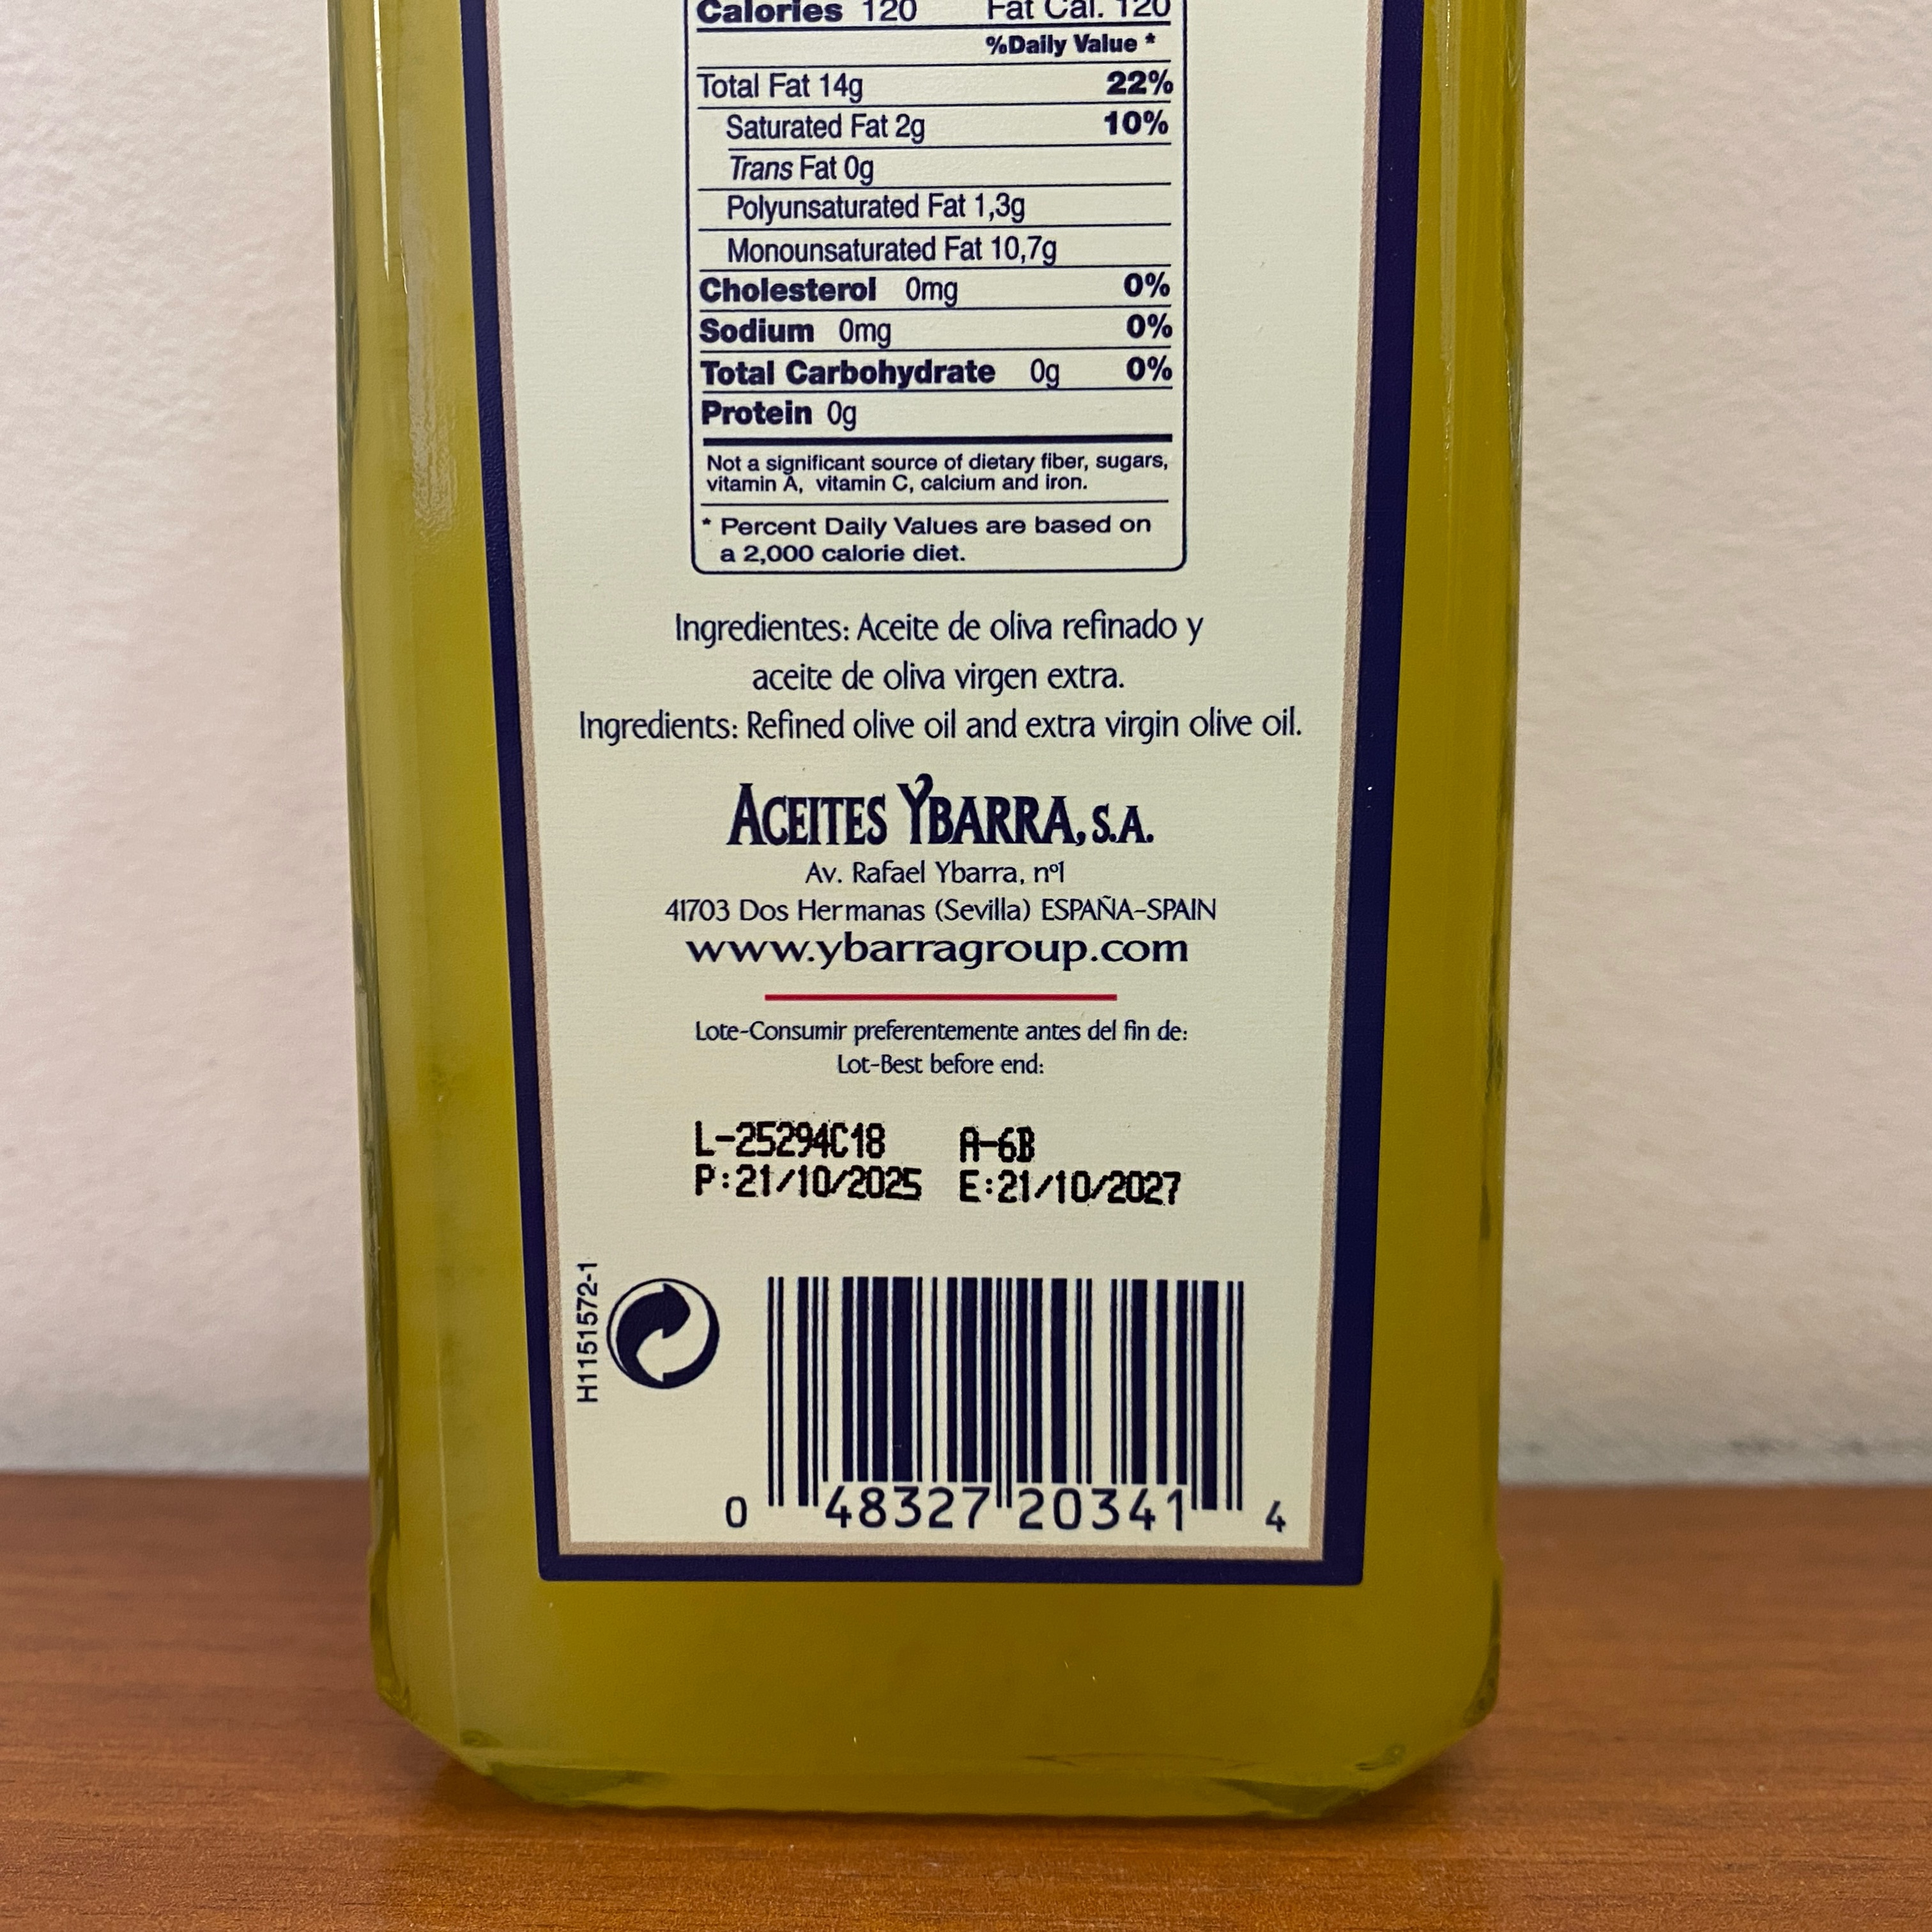 Calories 120 Fat Cal. 120
%Daily Value *
Total Fat 14g 22%
Saturated Fat 2g 10%
Trans Fat 0g
Polyunsaturated Fat 1,3g
Monounsaturated Fat 10,7g
Cholesterol 0mg 0%
Sodium 0mg 0%
Total Carbohydrate 0g 0%
Protein 0g
Not a significant source of dietary fiber, sugars,
vitamin A, vitamin C, calcium and iron.
* Percent Daily Values are based on
a 2,000 calorie diet.
Ingredientes: Aceite de oliva refinado y
aceite de oliva virgen extra.
Ingredients: Refined olive oil and extra virgin olive oil.
ACEITES YBARRA, S.A.
Av. Rafael Ybarra, nº1
41703 Dos Hermanas (Sevilla) ESPAÑA-SPAIN
www.ybarragroup.com
Lote-Consumir preferentemente antes del fin de:
Lot-Best before end:
L-25294C18 A-6B
P:21/10/2025 E:21/10/2027
H1151572-1
0 48327 20341 4